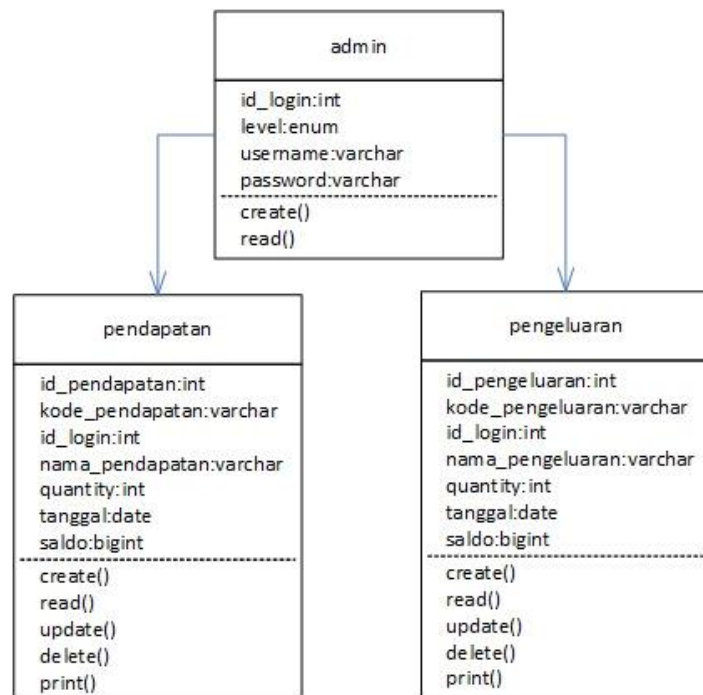 admin
id_login:int
level:enum
username:varchar
password:varchar
create()
read()
pendapatan
id_pendapatan:int
kode_pendapatan:varchar
id_login:int
nama_pendapatan:varchar
quantity:int
tanggal:date
saldo:bigint
create()
read()
update()
delete()
print()
pengeluaran
id_pengeluaran:int
kode_pengeluaran:varchar
id_login:int
nama_pengeluaran:varchar
quantity:int
tanggal:date
saldo:bigint
create()
read()
update()
delete()
print()